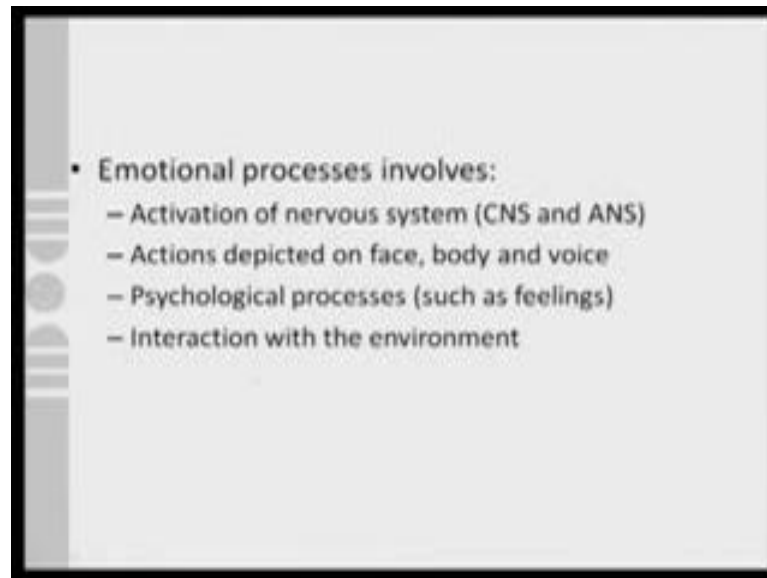 • Emotional processes involves:
– Activation of nervous system (CNS and ANS)
– Actions depicted on face, body and voice
– Psychological processes (such as feelings)
– Interaction with the environment